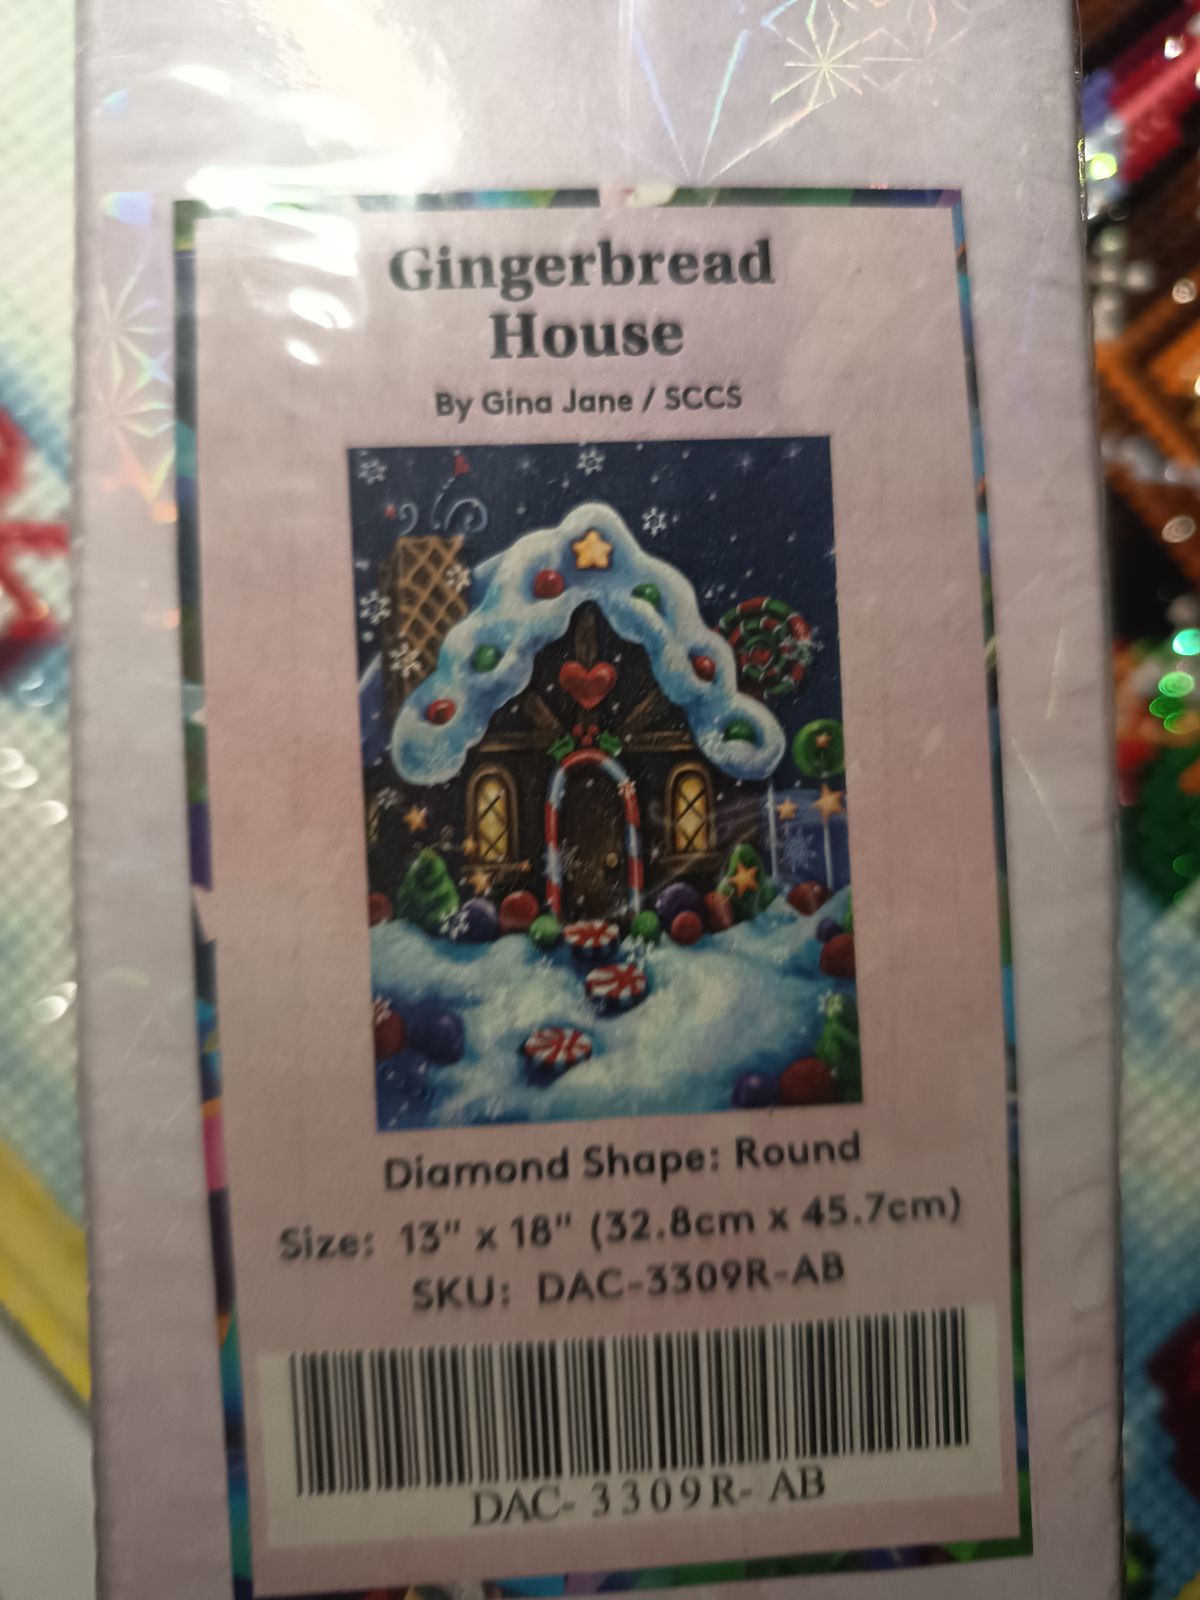 Gingerbread
House
By Gina Jane / SCCS
Diamond Shape: Round
Size: 13" x 18" (32.8cm x 45.7cm)
SKU: DAC-3309R-AB
DAC- 3309R- AB